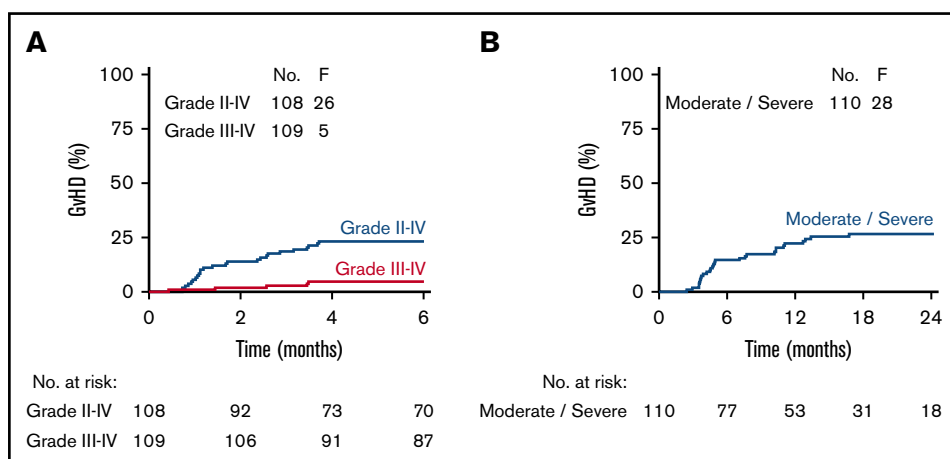 A
No. F
Grade II-IV 108 26
Grade III-IV 109 5
100
75
50
25
0
GvHD (%)
Grade II-IV
Grade III-IV
0 2 4 6
Time (months)
No. at risk:
Grade II-IV 108 92 73 70
Grade III-IV 109 106 91 87
B
No. F
Moderate / Severe 110 28
100
75
50
25
0
GvHD (%)
Moderate / Severe
0 6 12 18 24
Time (months)
No. at risk:
Moderate / Severe 110 77 53 31 18